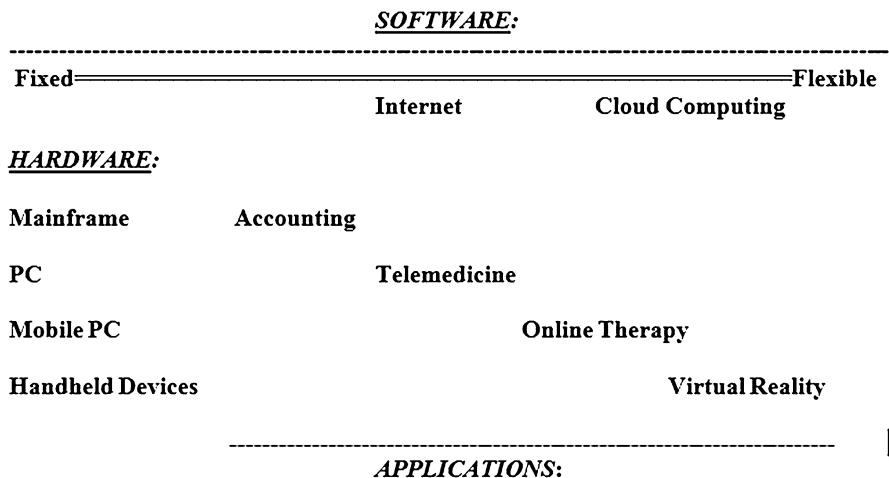 SOFTWARE:
Fixed Flexible
Internet Cloud Computing
HARDWARE:
Mainframe Accounting
PC Telemedicine
Mobile PC Online Therapy
Handheld Devices Virtual Reality
APPLICATIONS: